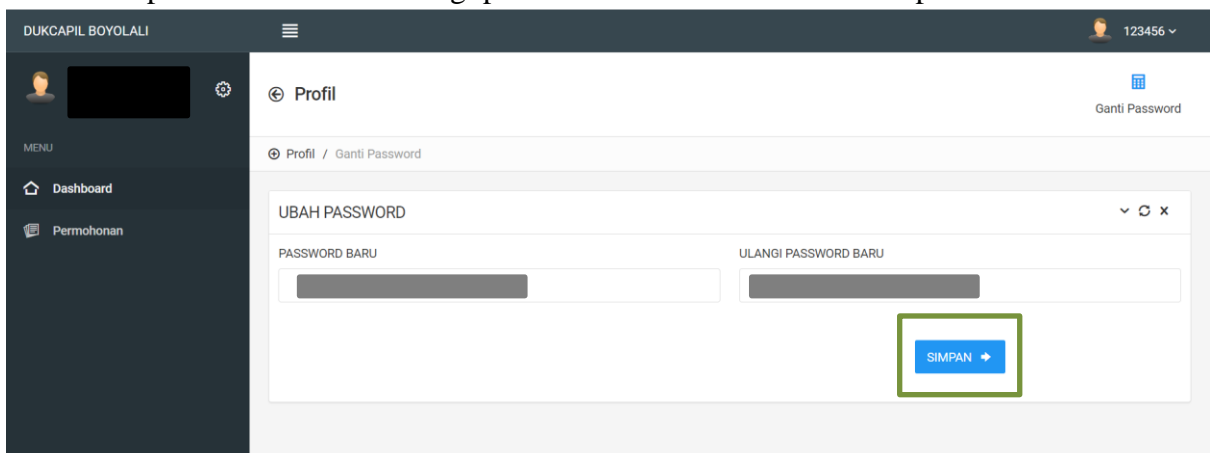 DUKCAPIL BOYOLALI
123456
Profil
Ganti Password
MENU
Profil / Ganti Password
Dashboard
UBAH PASSWORD
Permohonan
PASSWORD BARU ULANGI PASSWORD BARU
SIMPAN